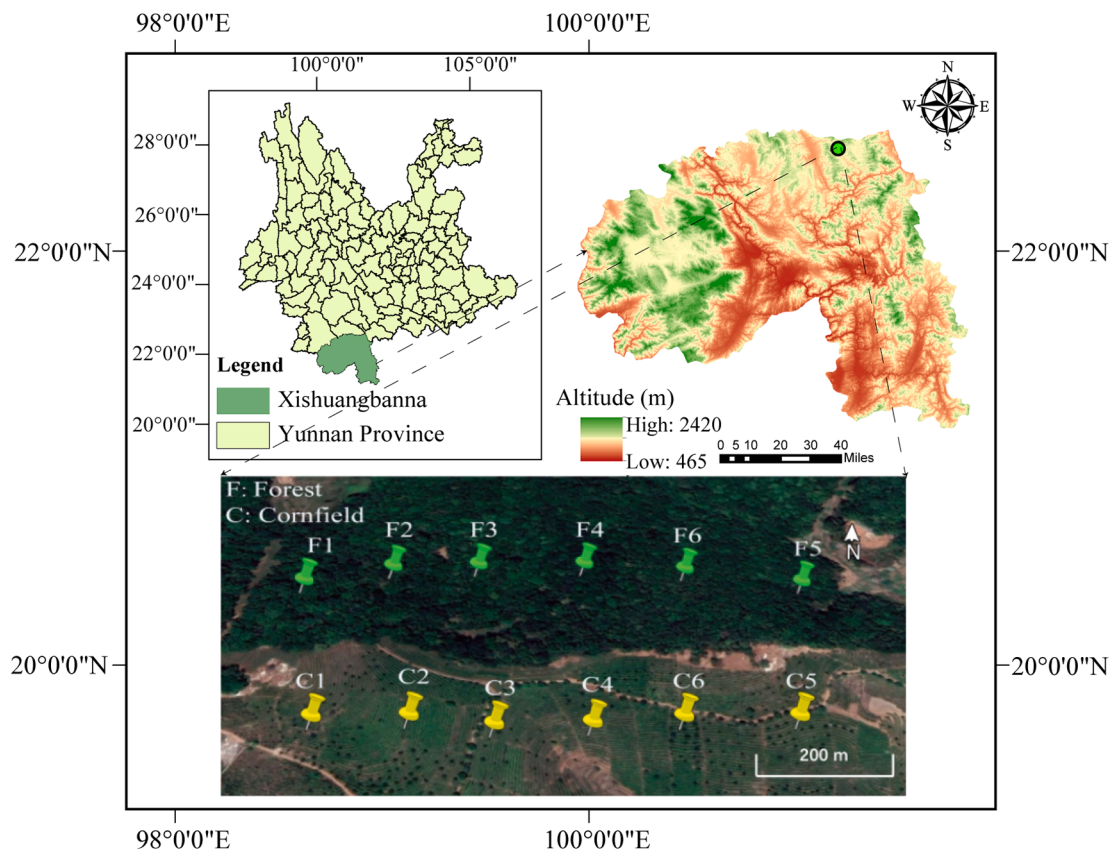 98°0'0"E 100°0'0"E
100°0'0" 105°0'0"
N
W E
S
28°0'0"
26°0'0"
22°0'0"N 22°0'0"N
24°0'0"
22°0'0"
20°0'0"
Legend
Xishuangbanna
Yunnan Province
Altitude (m)
High: 2420
Low: 465
0 5 10 20 30 40
Miles
F: Forest
C: Cornfield
F1 F2 F3 F4 F6 F5
N
20°0'0"N 20°0'0"N
C1 C2 C3 C4 C6 C5
200 m
98°0'0"E 100°0'0"E